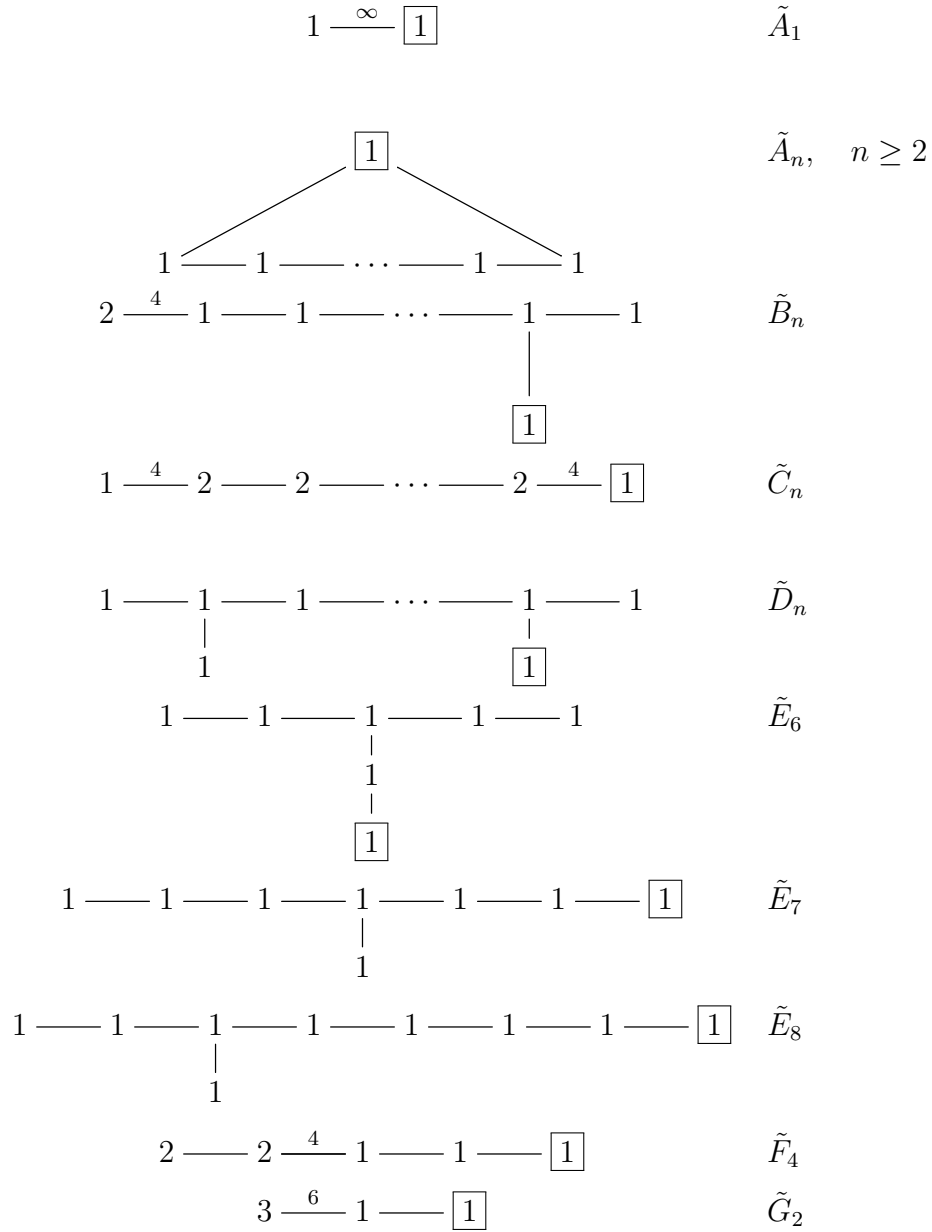 ∞
1 1 Ã₁
1 Ãₙ, n ≥ 2
1 1 ⋯ 1 1
4
2 1 1 ⋯ 1 1 B̃ₙ
1
4 4
1 2 2 ⋯ 2 1 C̃ₙ
1 1 1 ⋯ 1 1 D̃ₙ
1 1
1 1 1 1 1 Ẽ₆
1
1
1 1 1 1 1 1 1 Ẽ₇
1
1 1 1 1 1 1 1 1 Ẽ₈
1
4
2 2 1 1 1 F̃₄
6
3 1 1 G̃₂